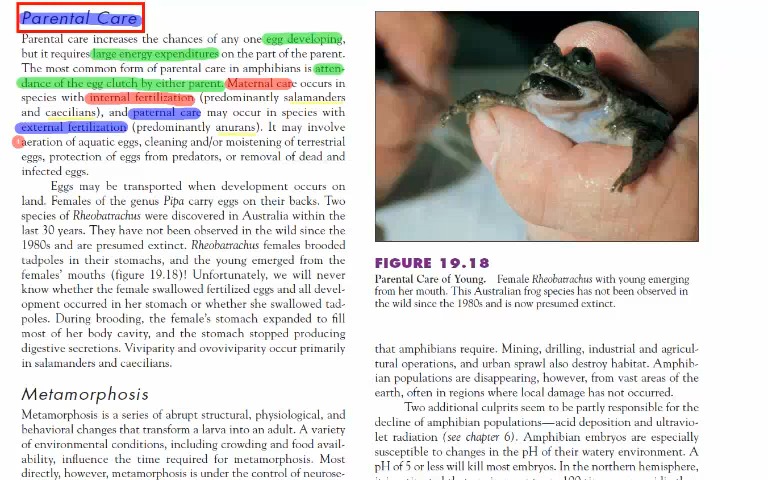 Parental Care
Parental care increases the chances of any one egg developing,
but it requires large energy expenditures on the part of the parent.
The most common form of parental care in amphibians is atten-
dance of the egg clutch by either parent. Maternal care occurs in
species with internal fertilization (predominantly salamanders
and caecilians), and paternal care may occur in species with
external fertilization (predominantly anurans). It may involve
aeration of aquatic eggs, cleaning and/or moistening of terrestrial
eggs, protection of eggs from predators, or removal of dead and
infected eggs.
Eggs may be transported when development occurs on
land. Females of the genus Pipa carry eggs on their backs. Two
species of Rheobatrachus were discovered in Australia within the
last 30 years. They have not been observed in the wild since the
1980s and are presumed extinct. Rheobatrachus females brooded
tadpoles in their stomachs, and the young emerged from the
females' mouths (figure 19.18)! Unfortunately, we will never
know whether the female swallowed fertilized eggs and all devel-
opment occurred in her stomach or whether she swallowed tad-
poles. During brooding, the female's stomach expanded to fill
most of her body cavity, and the stomach stopped producing
digestive secretions. Viviparity and ovoviviparity occur primarily
in salamanders and caecilians.
Metamorphosis
Metamorphosis is a series of abrupt structural, physiological, and
behavioral changes that transform a larva into an adult. A variety
of environmental conditions, including crowding and food avail-
ability, influence the time required for metamorphosis. Most
directly, however, metamorphosis is under the control of neurose-
FIGURE 19.18
Parental Care of Young. Female Rheobatrachus with young emerging
from her mouth. This Australian frog species has not been observed in
the wild since the 1980s and is now presumed extinct.
that amphibians require. Mining, drilling, industrial and agricul-
tural operations, and urban sprawl also destroy habitat. Amphib-
ian populations are disappearing, however, from vast areas of the
earth, often in regions where local damage has not occurred.
Two additional culprits seem to be partly responsible for the
decline of amphibian populations—acid deposition and ultravio-
let radiation (see chapter 6). Amphibian embryos are especially
susceptible to changes in the pH of their watery environment. A
pH of 5 or less will kill most embryos. In the northern hemisphere,